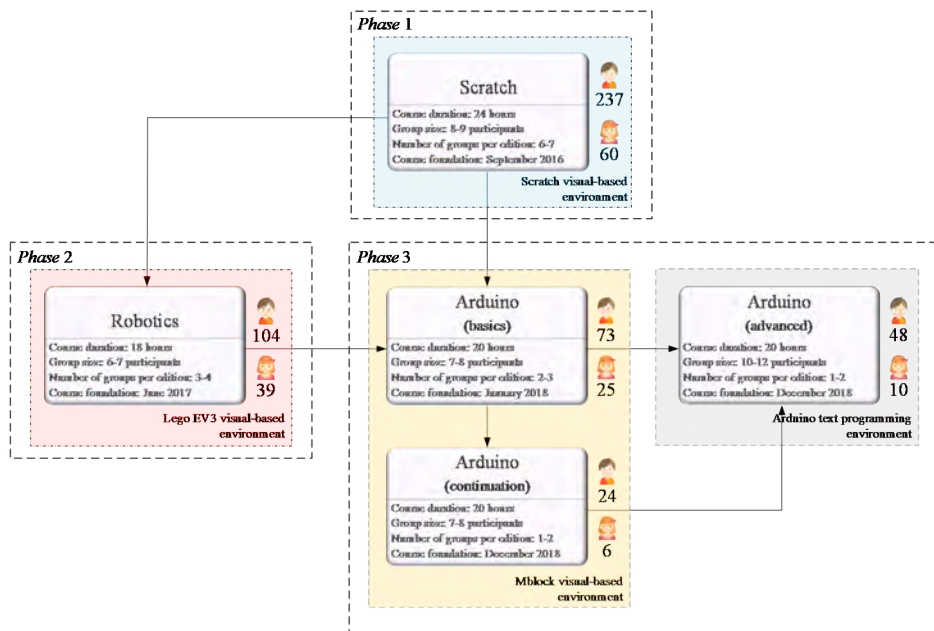 Phase 1
Scratch
Course duration: 24 hours
Group size: 8-9 participants
Number of groups per edition: 6-7
Course foundation: September 2016
237
60
Scratch visual-based
environment
Phase 2
Robotics
Course duration: 18 hours
Group size: 6-7 participants
Number of groups per edition: 3-4
Course foundation: June 2017
104
39
Lego EV3 visual-based
environment
Phase 3
Arduino
(basics)
Course duration: 20 hours
Group size: 7-8 participants
Number of groups per edition: 2-3
Course foundation: January 2018
73
25
Arduino
(advanced)
Course duration: 20 hours
Group size: 10-12 participants
Number of groups per edition: 1-2
Course foundation: December 2018
48
10
Arduino text programming
environment
Arduino
(continuation)
Course duration: 20 hours
Group size: 7-8 participants
Number of groups per edition: 1-2
Course foundation: December 2018
24
6
Mblock visual-based
environment